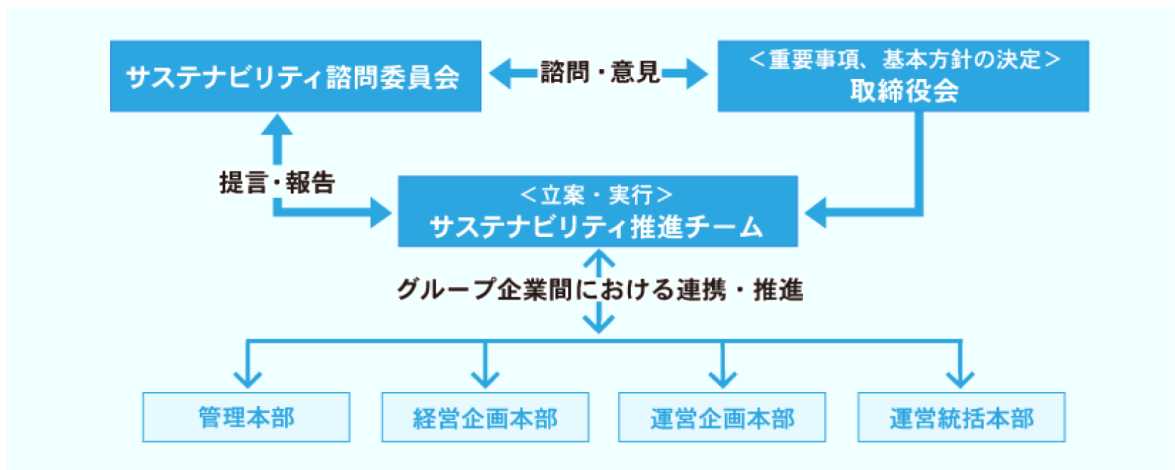 サステナビリティ諮問委員会
諮問・意見
＜重要事項、基本方針の決定＞
取締役会
提言・報告
＜立案・実行＞
サステナビリティ推進チーム
グループ企業間における連携・推進
管理本部
経営企画本部
運営企画本部
運営統括本部